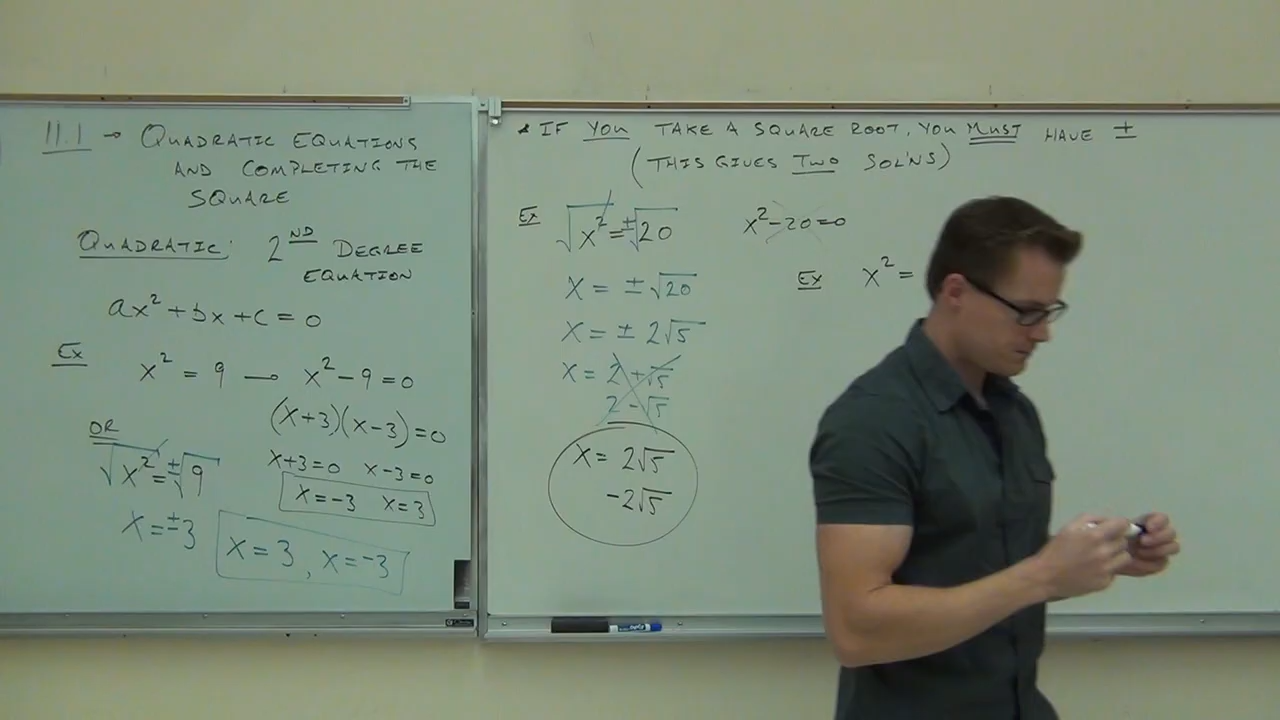 11.1 → QUADRATIC EQUATIONS
AND COMPLETING THE
SQUARE
QUADRATIC: 2ND DEGREE
EQUATION
ax² + bx + c = 0
Ex
x² = 9 — x² - 9 = 0
(x+3)(x-3) = 0
x+3=0 x-3=0
x=-3 x=3
OR
√x² = ±√9
x = ±3
x = 3, x = -3
* IF YOU TAKE A SQUARE ROOT, YOU MUST HAVE ±
(THIS GIVES TWO SOL'NS)
Ex √x² = ±√20
x = ±√20
x = ± 2√5
x = 2 + √5
2 - √5
x = 2√5
-2√5
x² - 20 = 0
Ex x² =